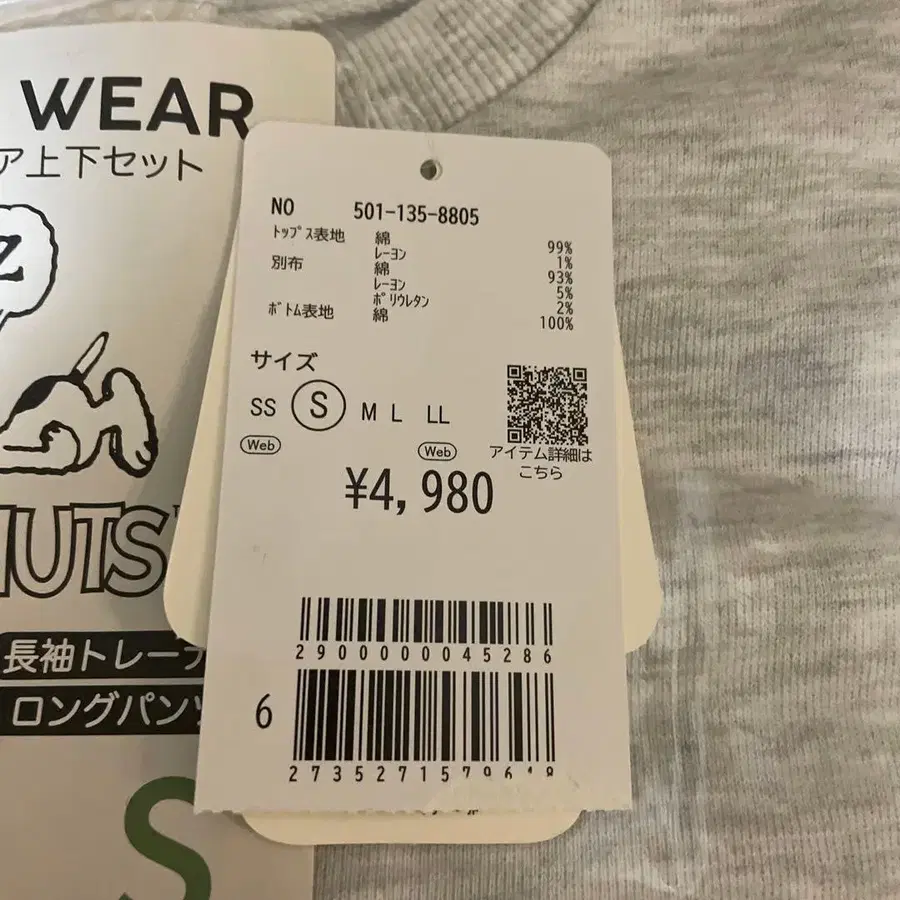 WEAR
ア上下セット
Z
NUTS
長袖トレーナ
ロングパンツ
S
NO 501-135-8805
ﾄｯﾌﾟｽ表地 綿 99%
レーヨン 1%
別布 綿 93%
レーヨン 5%
ポリウレタン 2%
ﾎﾞﾄﾑ表地 綿 100%
サイズ
SS S M L LL
Web Web
アイテム詳細は
こちら
¥4,980
2900000045286
6
2735271579618